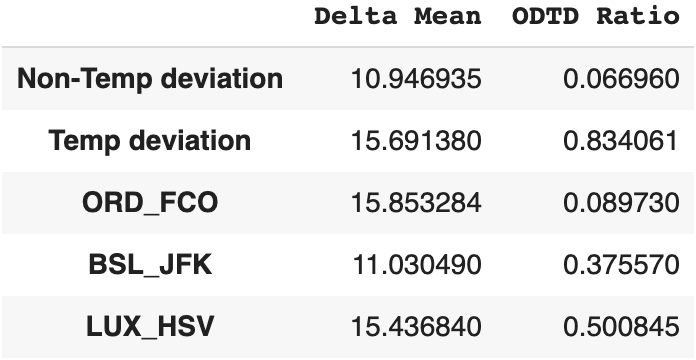 Delta Mean ODTD Ratio
Non-Temp deviation 10.946935 0.066960
Temp deviation 15.691380 0.834061
ORD_FCO 15.853284 0.089730
BSL_JFK 11.030490 0.375570
LUX_HSV 15.436840 0.500845